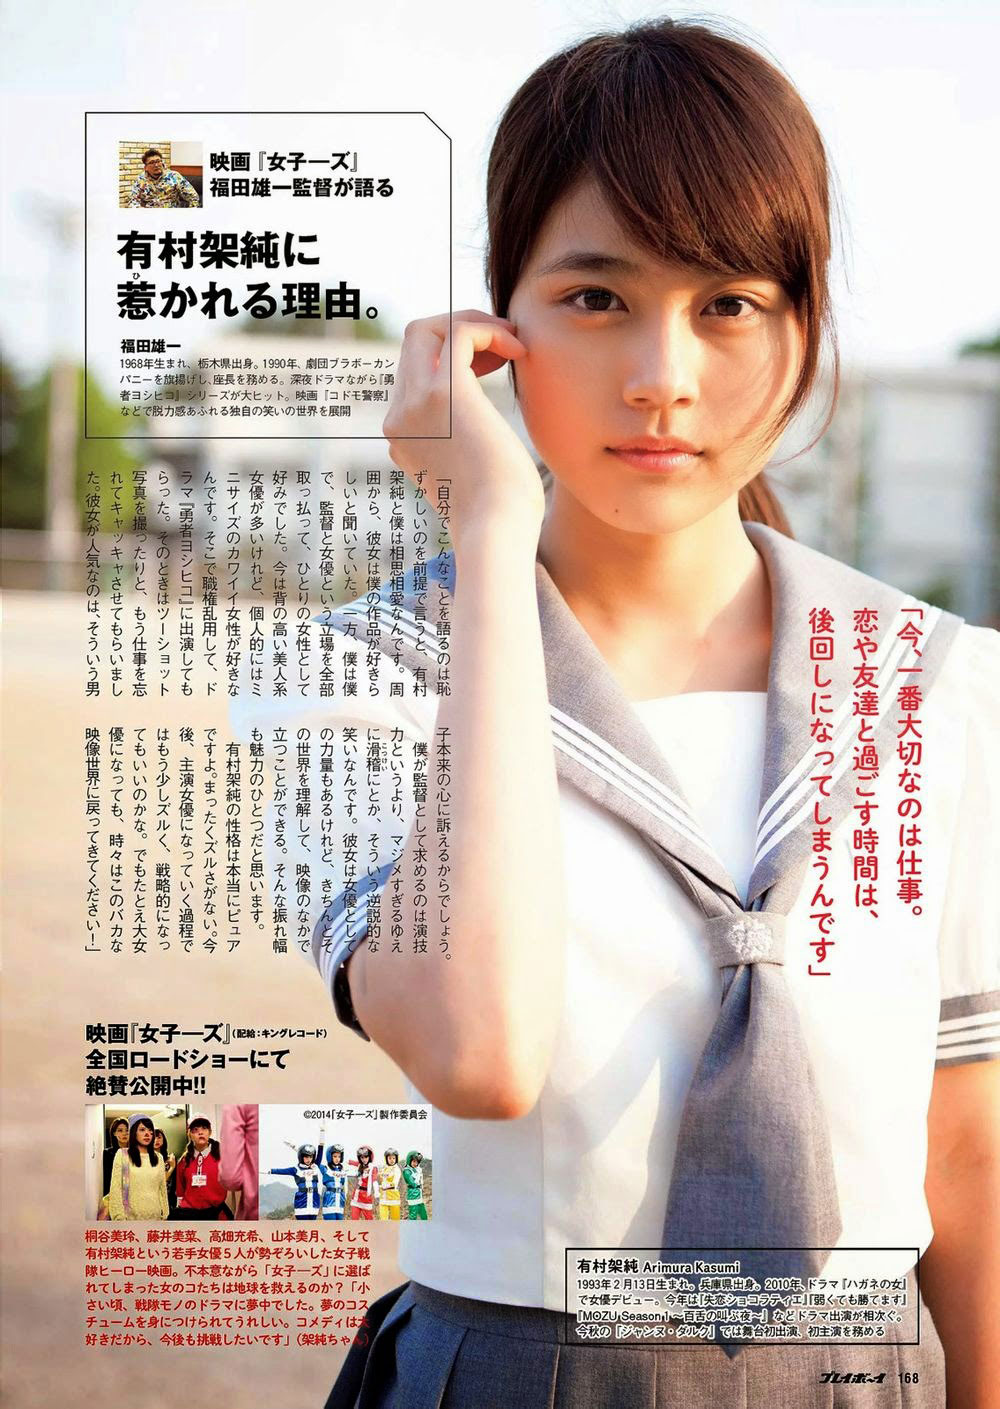 映画『女子ーズ』
福田雄一監督が語る
有村架純に
惹かれる理由。
ひ
福田雄一
1968年生まれ、栃木県出身。1990年、劇団ブラボーカン
パニーを旗揚げし、座長を務める。深夜ドラマながら『勇
者ヨシヒコ』シリーズが大ヒット。映画『コドモ警察』
などで脱力感あふれる独自の笑いの世界を展開
「自分でこんなことを語るのは恥
ずかしいのを前提で言うと、有村
架純と僕は相思相愛なんです。周
囲から、彼女は僕の作品が好きら
しいと聞いていた。一方、僕は僕
で、監督と女優という立場を全部
取っ払って、ひとりの女性として
好みでした。今は背の高い美人系
女優が多いけれど、個人的にはミ
ニサイズのカワイイ女性が好きな
んです。そこで職権乱用して、ド
ラマ『勇者ヨシヒコ』に出演しても
らった。そのときはツーショット
写真を撮ったりと、もう仕事を忘
れてキャッキャさせてもらいまし
た。彼女が人気なのは、そういう男
子本来の心に訴えるからでしょう。
僕が監督として求めるのは演技
力というより、マジメすぎるゆえ
に滑稽にとか、そういう逆説的な
こっけい
笑いなんです。彼女は女優として
の力量もあるけれど、きちんとそ
の世界を理解して、映像のなかで
立つことができる。そんな振れ幅
も魅力のひとつだと思います。
有村架純の性格は本当にピュア
ですよ。まったくズルさがない。今
後、主演女優になっていく過程で
はもう少しズルく、戦略的になっ
てもいいのかな。でもたとえ大女
優になっても、時々はこのバカな
映像世界に戻ってきてください！」
「今、一番大切なのは仕事。
恋や友達と過ごす時間は、
後回しになってしまうんです」
映画『女子ーズ』(配給:キングレコード)
全国ロードショーにて
絶賛公開中!!
©2014「女子ーズ」製作委員会
桐谷美玲、藤井美菜、高畑充希、山本美月、そして
有村架純という若手女優５人が勢ぞろいした女子戦
隊ヒーロー映画。不本意ながら「女子ーズ」に選ば
れてしまった女のコたちは地球を救えるのか？「小
さい頃、戦隊モノのドラマに夢中でした。夢のコス
チュームを身につけられてうれしい。コメディは大
好きだから、今後も挑戦したいです」（架純ちゃん）
有村架純 Arimura Kasumi
1993年２月13日生まれ。兵庫県出身。2010年、ドラマ『ハガネの女』
で女優デビュー。今年は『失恋ショコラティエ』『弱くても勝てます』
『MOZU Season1～百舌の叫ぶ夜～』などドラマ出演が相次ぐ。
今秋の『ジャンヌ・ダルク』では舞台初出演、初主演を務める
プレイボーイ 168